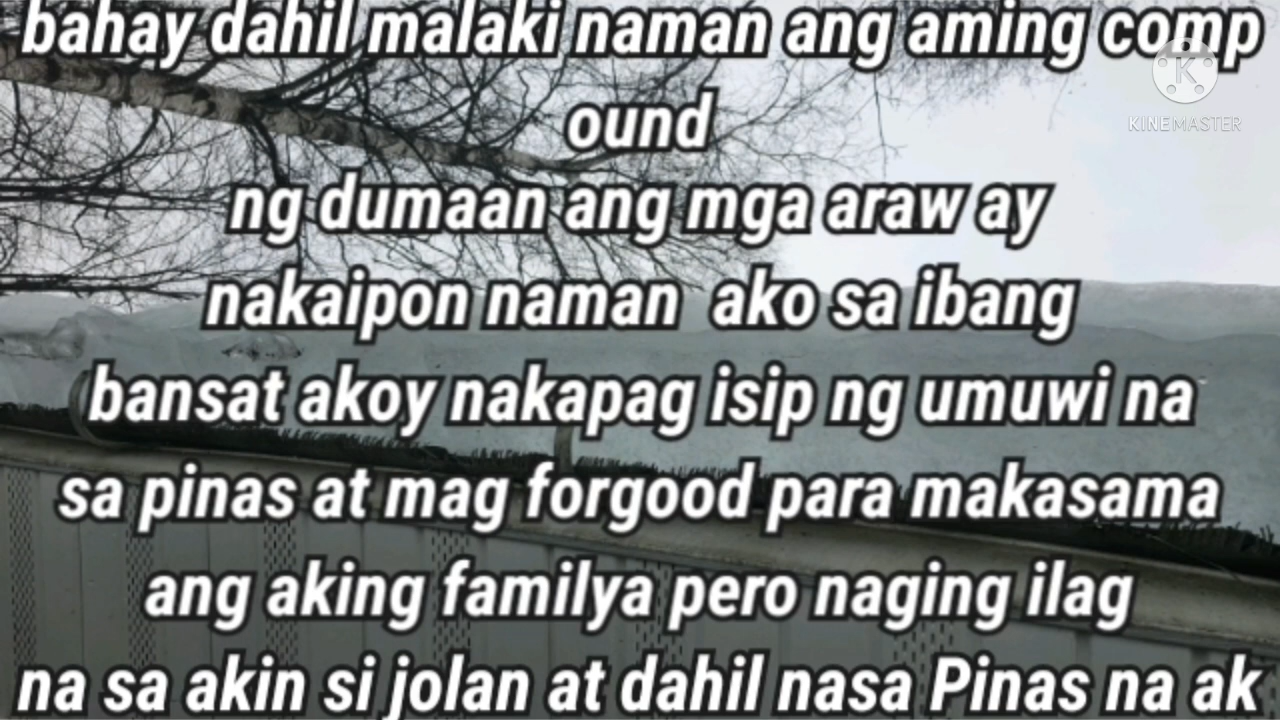 bahay dahil malaki naman ang aming comp
ound
ng dumaan ang mga araw ay
nakaipon naman ako sa ibang
bansat akoy nakapag isip ng umuwi na
sa pinas at mag forgood para makasama
ang aking familya pero naging ilag
na sa akin si jolan at dahil nasa Pinas na ak
K
KINEMASTER